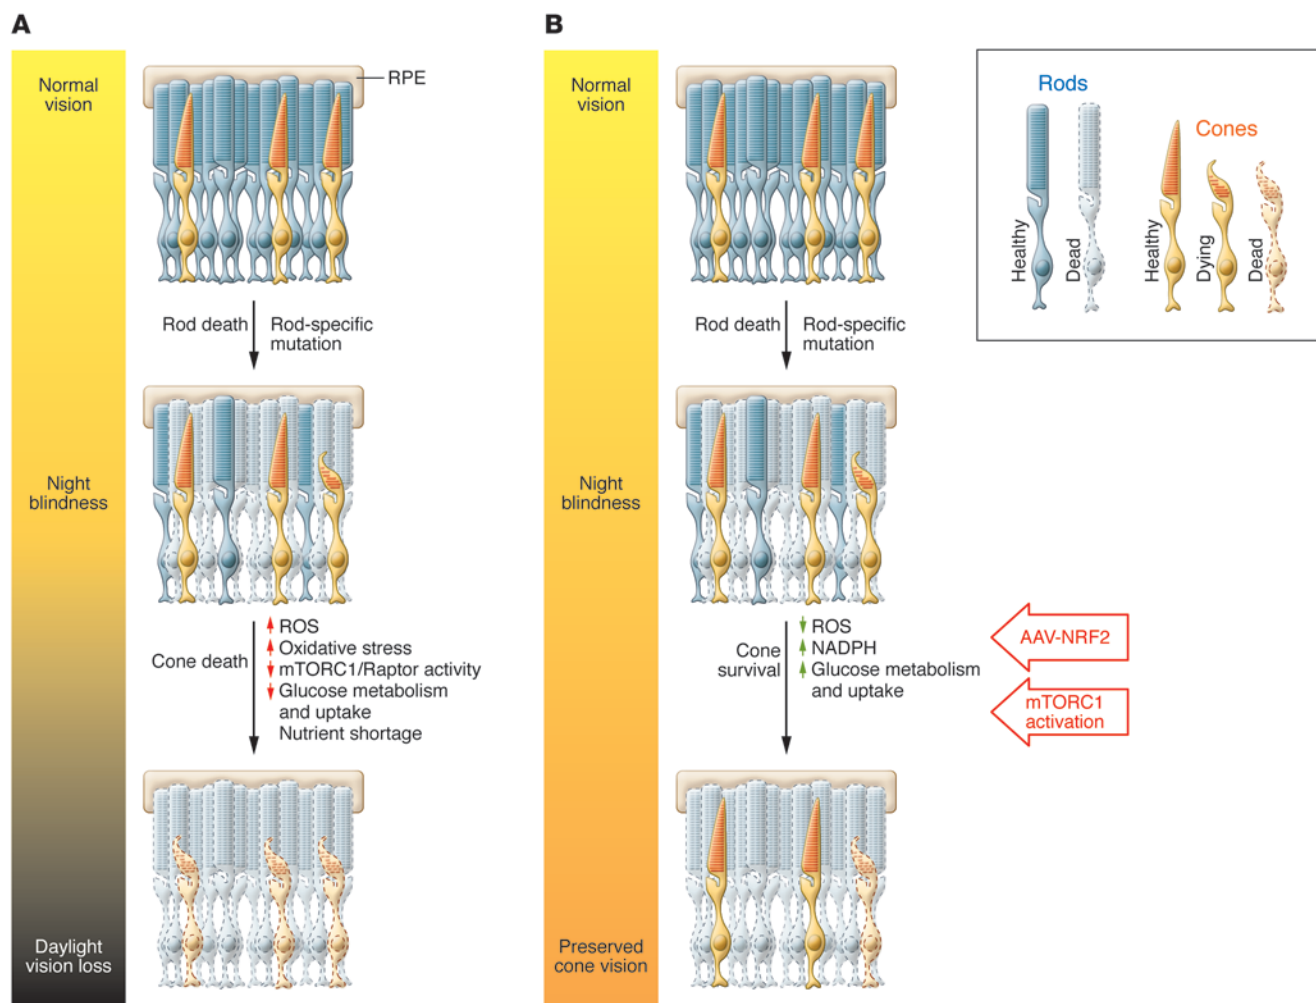 A
Normal
vision
RPE
Rod death
Rod-specific
mutation
Night
blindness
Cone death
ROS
Oxidative stress
mTORC1/Raptor activity
Glucose metabolism
and uptake
Nutrient shortage
Daylight
vision loss
B
Normal
vision
Rod death
Rod-specific
mutation
Night
blindness
Cone
survival
ROS
NADPH
Glucose metabolism
and uptake
AAV-NRF2
mTORC1
activation
Preserved
cone vision
Rods
Healthy
Dead
Cones
Healthy
Dying
Dead